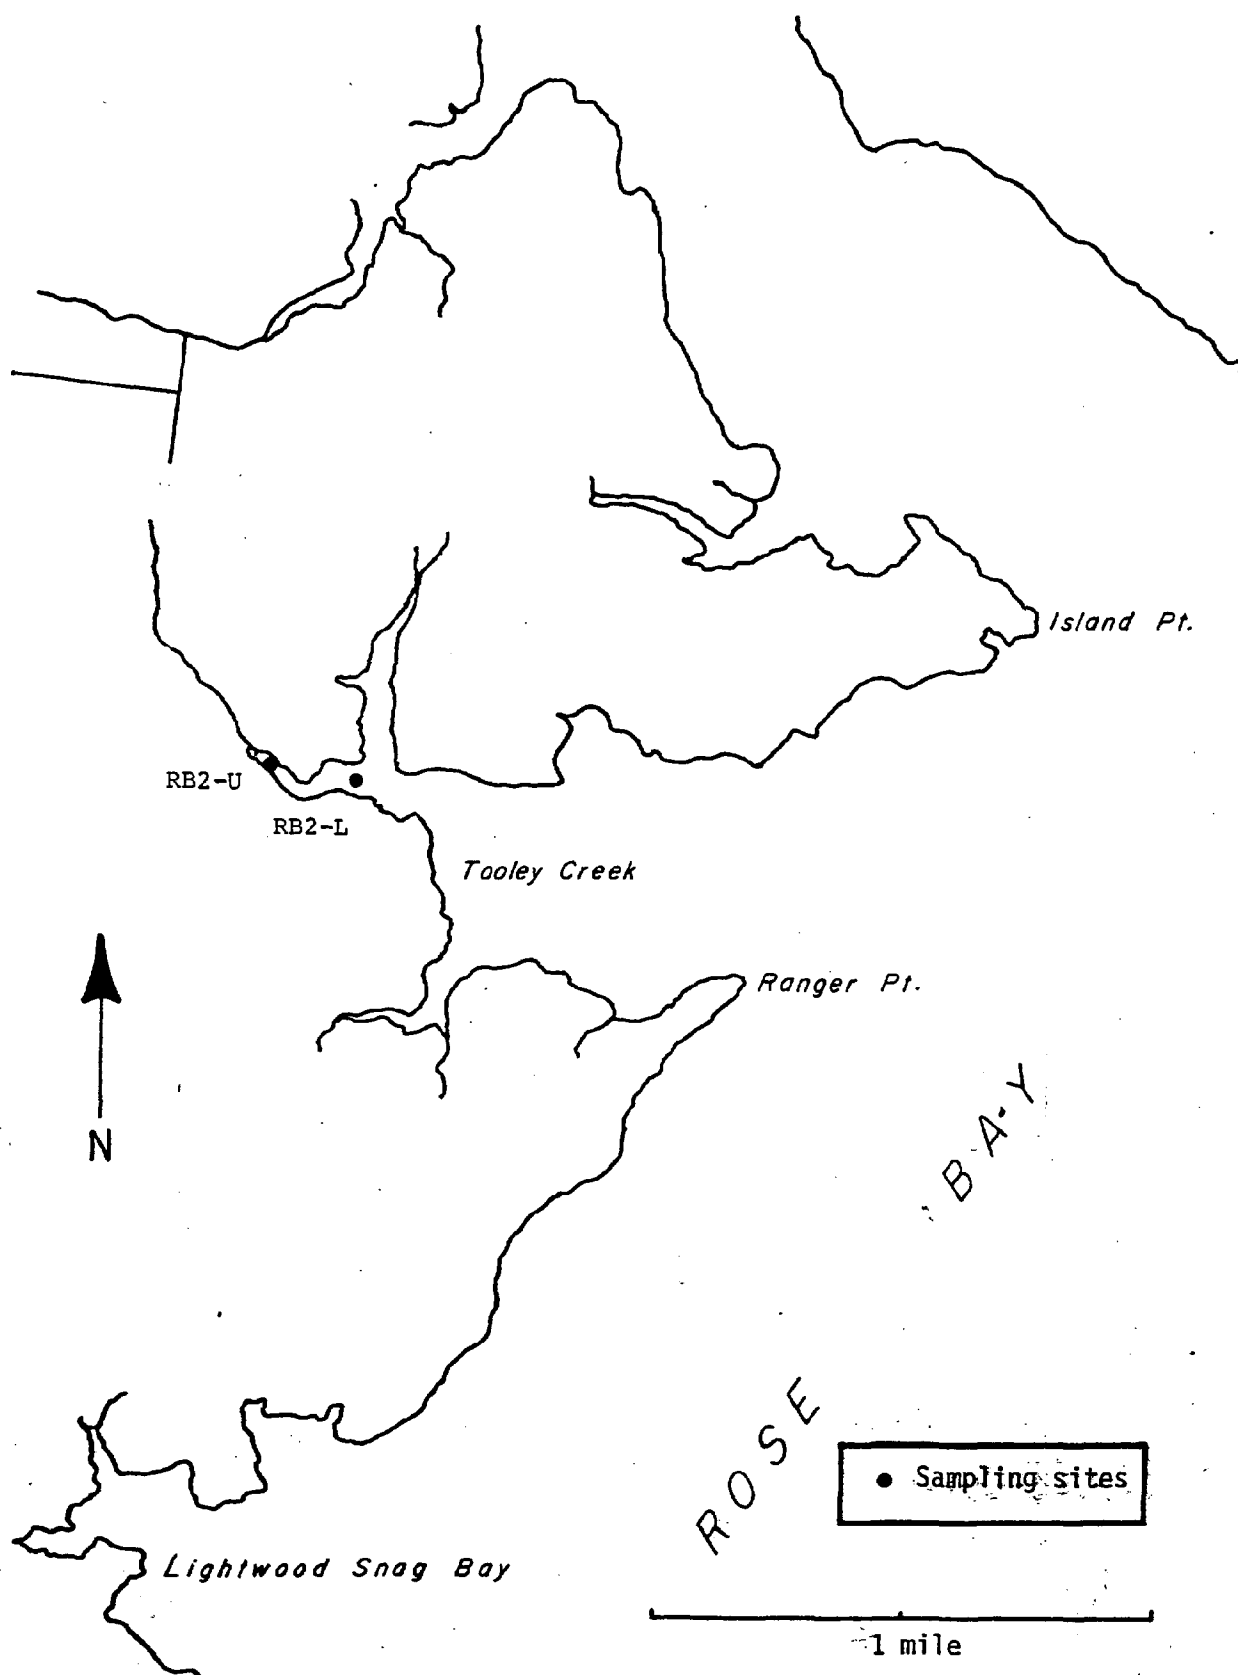 Island Pt.
RB2-U
RB2-L
Tooley Creek
Ranger Pt.
N
ROSE BAY
Sampling sites
Lightwood Snag Bay
1 mile